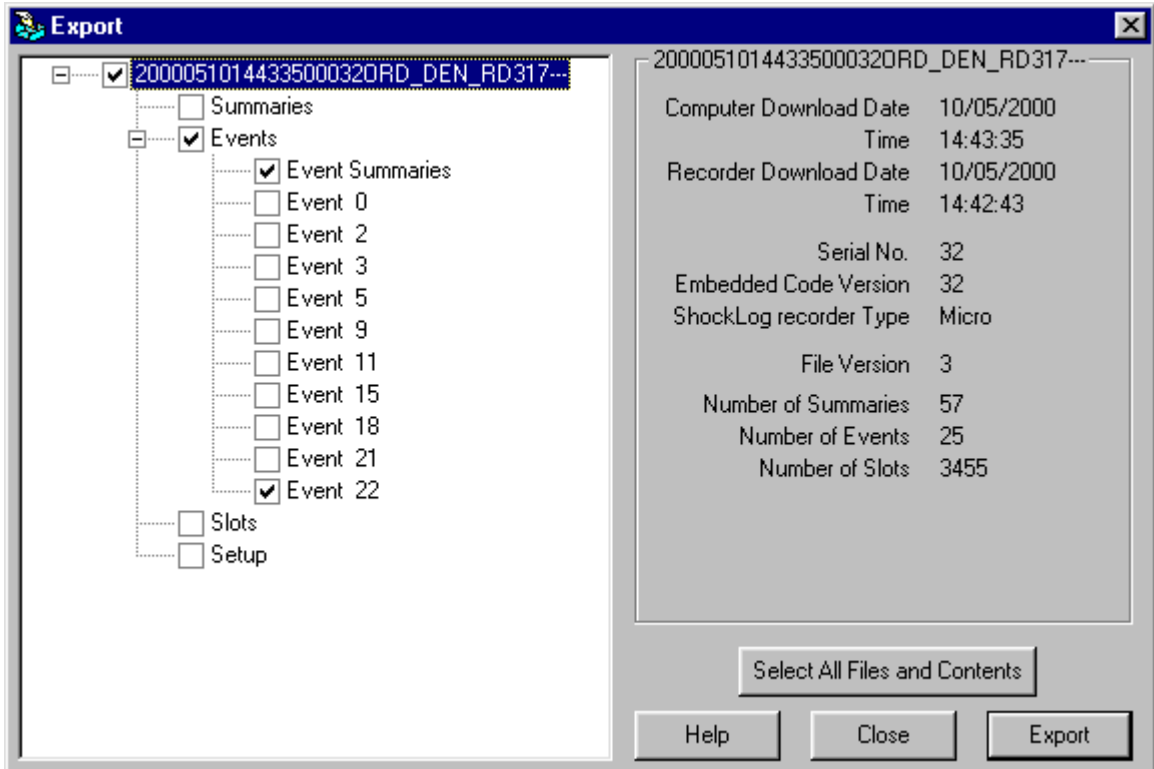 Export
20000510144335000032ORD_DEN_RD317---
Summaries
Events
Event Summaries
Event 0
Event 2
Event 3
Event 5
Event 9
Event 11
Event 15
Event 18
Event 21
Event 22
Slots
Setup
20000510144335000032ORD_DEN_RD317---
Computer Download Date 10/05/2000
Time 14:43:35
Recorder Download Date 10/05/2000
Time 14:42:43
Serial No. 32
Embedded Code Version 32
ShockLog recorder Type Micro
File Version 3
Number of Summaries 57
Number of Events 25
Number of Slots 3455
Select All Files and Contents
Help Close Export